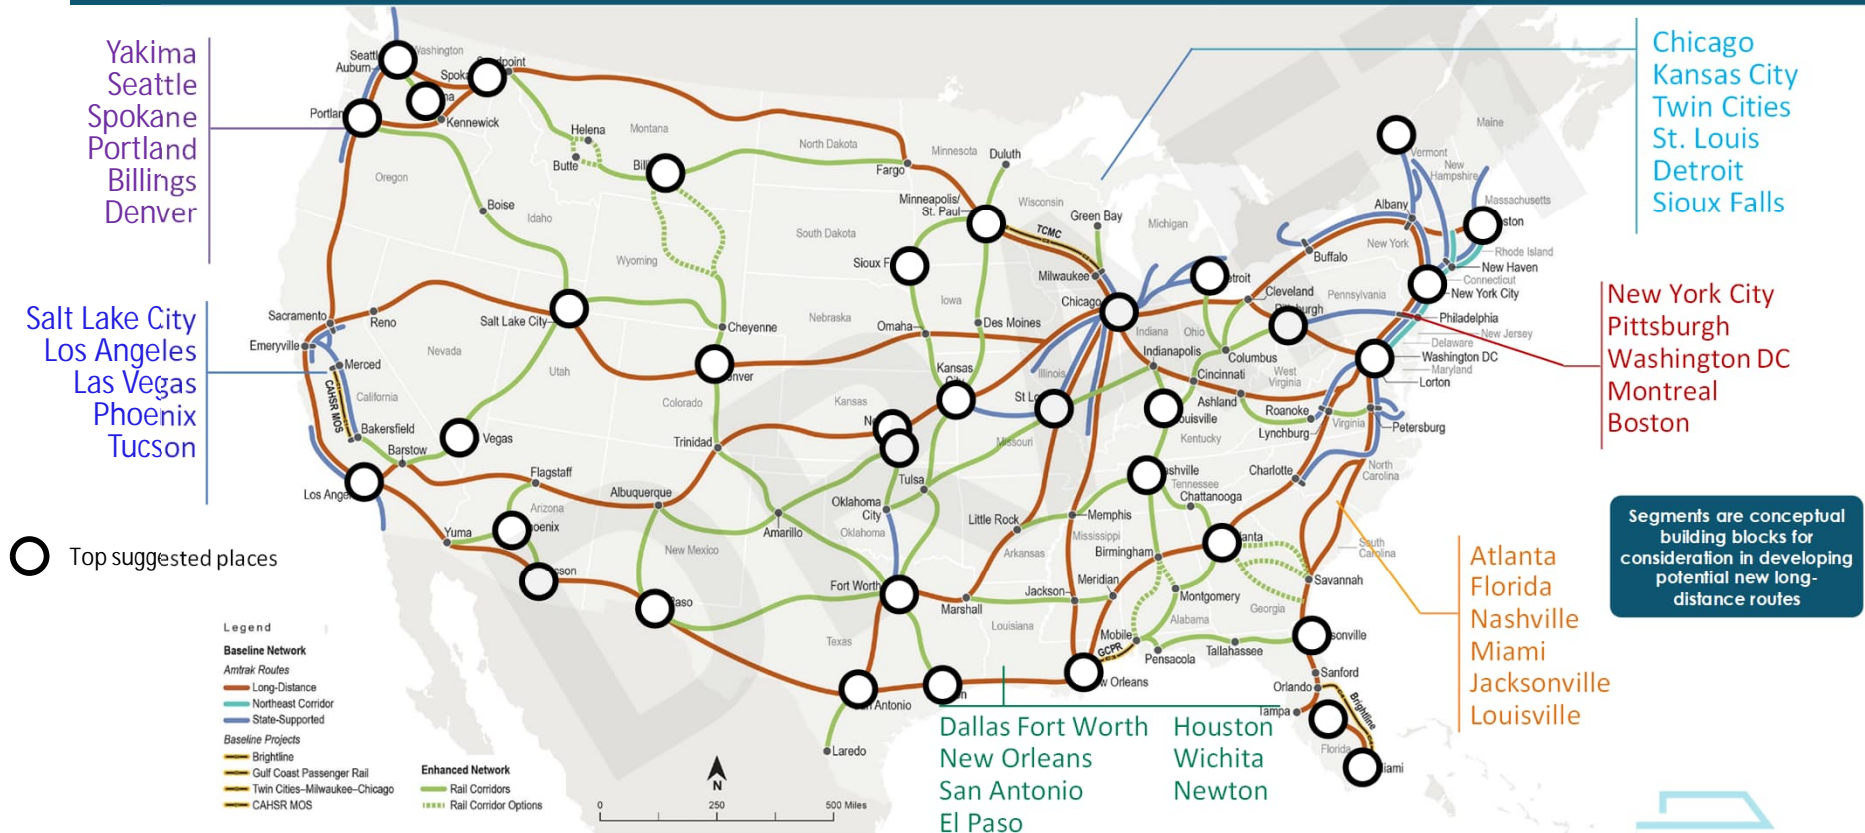 Yakima
Seattle
Spokane
Portland
Billings
Denver
Salt Lake City
Los Angeles
Las Vegas
Phoenix
Tucson
Top suggested places
Chicago
Kansas City
Twin Cities
St. Louis
Detroit
Sioux Falls
New York City
Pittsburgh
Washington DC
Montreal
Boston
Segments are conceptual
building blocks for
consideration in developing
potential new long-
distance routes
Atlanta
Florida
Nashville
Miami
Jacksonville
Louisville
Dallas Fort Worth
New Orleans
San Antonio
El Paso
Houston
Wichita
Newton
Auburn
Kennewick
Helena
Butte
Montana
North Dakota
Fargo
Minnesota
Duluth
Minneapolis/
St. Paul
Wisconsin
Green Bay
Michigan
TCMC
Milwaukee
Chicago
Oregon
Boise
Idaho
Wyoming
South Dakota
Iowa
Des Moines
Omaha
Nebraska
Cheyenne
Salt Lake City
Sacramento
Reno
Emeryville
Merced
Nevada
Utah
California
CAHSR MOS
Bakersfield
Barstow
Vegas
Colorado
Trinidad
Kansas
Kansas
Illinois
Missouri
Indiana
Ohio
Indianapolis
Columbus
Cincinnati
Cleveland
Buffalo
Albany
New York
Pennsylvania
Vermont
New
Hampshire
Maine
Massachusetts
Rhode Island
New Haven
Connecticut
New York City
Philadelphia
New Jersey
Delaware
Washington DC
Maryland
Lorton
West
Virginia
Ashland
Roanoke
Lynchburg
Virginia
Petersburg
Kentucky
Tennessee
Chattanooga
Charlotte
North
Carolina
South
Carolina
Flagstaff
Arizona
Yuma
Albuquerque
New Mexico
Amarillo
Tulsa
Oklahoma
City
Oklahoma
Little Rock
Arkansas
Memphis
Mississippi
Birmingham
Meridian
Jackson
Montgomery
Alabama
Georgia
Savannah
Fort Worth
Marshall
Louisiana
Texas
Laredo
Mobile
GCPR
Pensacola
Tallahassee
Sanford
Orlando
Tampa
Brightline
Florida
Legend
Baseline Network
Amtrak Routes
Long-Distance
Northeast Corridor
State-Supported
Baseline Projects
Brightline
Gulf Coast Passenger Rail
Twin Cities–Milwaukee–Chicago
CAHSR MOS
Enhanced Network
Rail Corridors
Rail Corridor Options
N
0 250 500 Miles